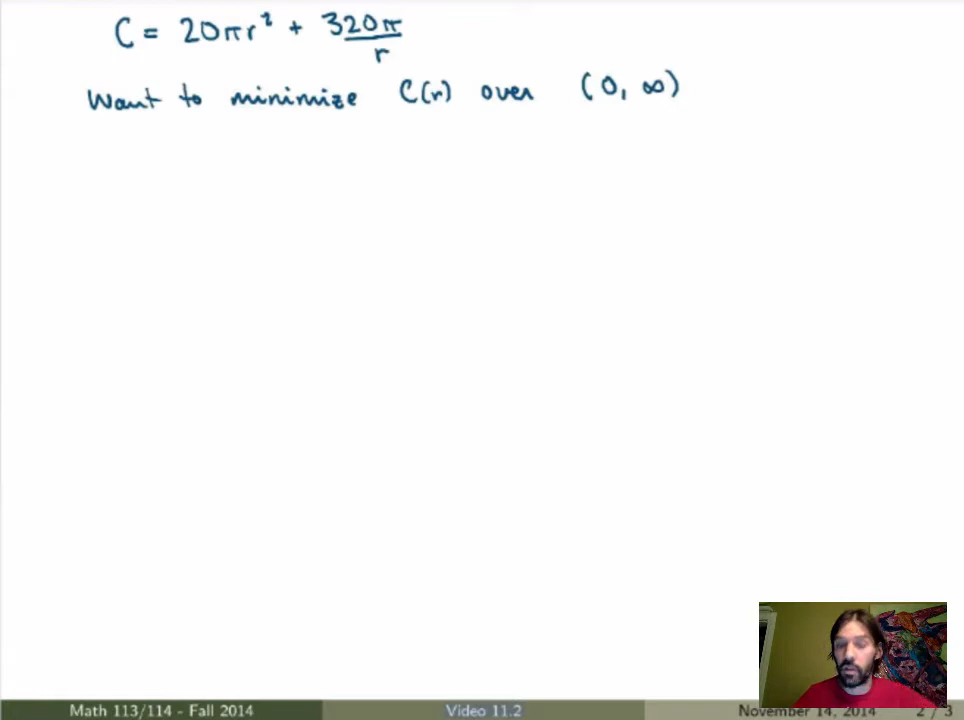 C = 20πr² + 320π/r
Want to minimize C(r) over (0, ∞)
Math 113/114 - Fall 2014 Video 11.2 November 14, 2014 2 / 3